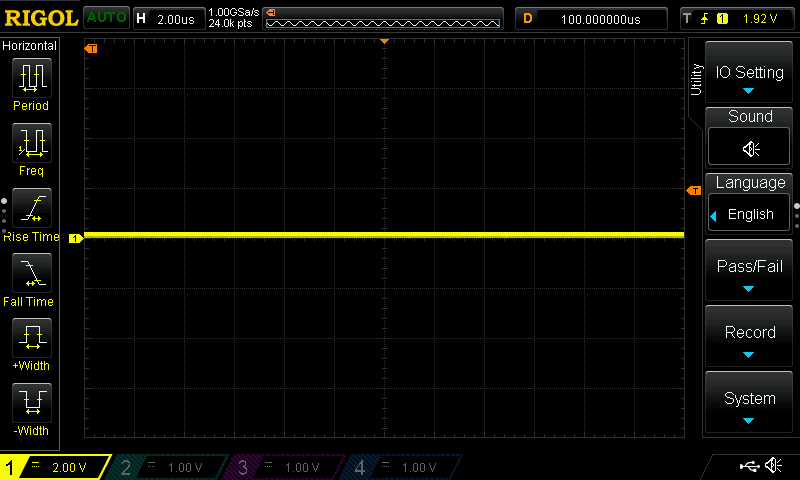 RIGOL AUTO H 2.00us 1.00GSa/s 24.0k pts D 100.000000us T 1 1.92 V
Horizontal
Period
Freq
Rise Time
Fall Time
+Width
-Width
T
T
1
Utility
IO Setting
Sound
Language
English
Pass/Fail
Record
System
1 2.00 V 2 1.00 V 3 1.00 V 4 1.00 V